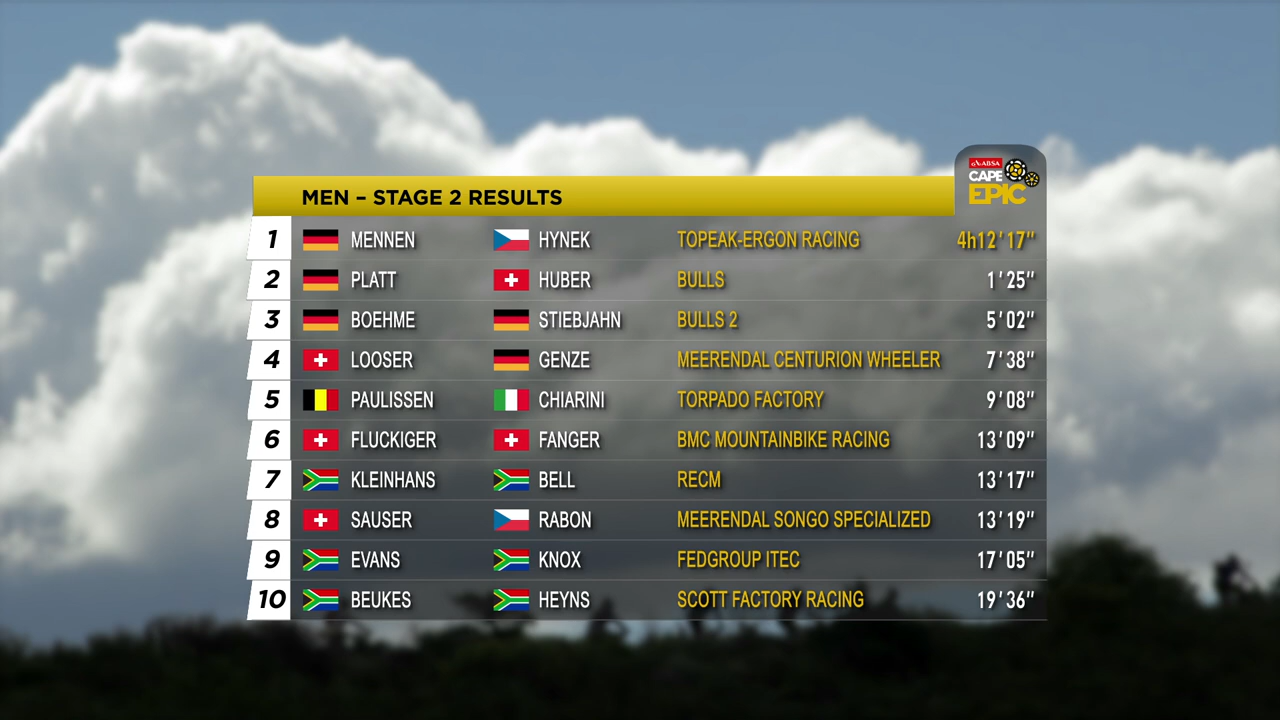 ABSA
CAPE
EPIC
MEN – STAGE 2 RESULTS
1 MENNEN HYNEK TOPEAK-ERGON RACING 4h12'17"
2 PLATT HUBER BULLS 1'25"
3 BOEHME STIEBJAHN BULLS 2 5'02"
4 LOOSER GENZE MEERENDAL CENTURION WHEELER 7'38"
5 PAULISSEN CHIARINI TORPADO FACTORY 9'08"
6 FLUCKIGER FANGER BMC MOUNTAINBIKE RACING 13'09"
7 KLEINHANS BELL RECM 13'17"
8 SAUSER RABON MEERENDAL SONGO SPECIALIZED 13'19"
9 EVANS KNOX FEDGROUP ITEC 17'05"
10 BEUKES HEYNS SCOTT FACTORY RACING 19'36"